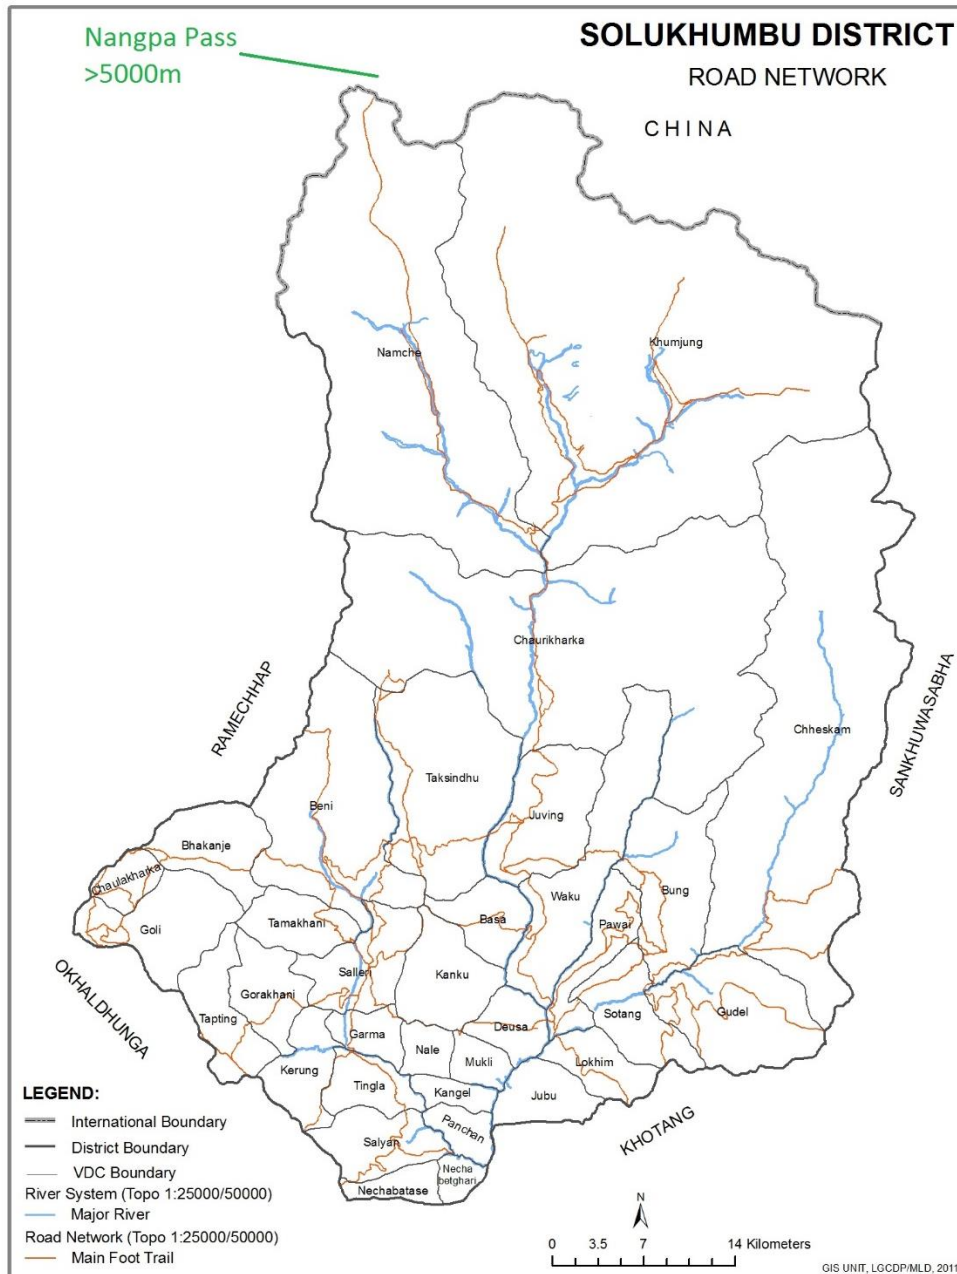 Nangpa Pass
>5000m
SOLUKHUMBU DISTRICT
ROAD NETWORK
CHINA
Namche
Khumjung
Chaurikharka
RAMECHHAP
SANKHUWASABHA
Chheskam
Taksindhu
Beni
Juving
Bhakanje
Chaulakharka
Goli
Tamakhani
Basa
Waku
Bung
Pawai
Salleri
Kanku
Gorakhani
Tapting
OKHALDHUNGA
Garma
Nale
Deusa
Sotang
Gudel
Kerung
Mukli
Lokhim
Tingla
Kangel
Jubu
Panchan
KHOTANG
Salyan
Necha
betghari
Nechabatase
LEGEND:
International Boundary
District Boundary
VDC Boundary
River System (Topo 1:25000/50000)
Major River
Road Network (Topo 1:25000/50000)
Main Foot Trail
N
0 3.5 7 14 Kilometers
GIS UNIT, LGCDP/MLD, 2011